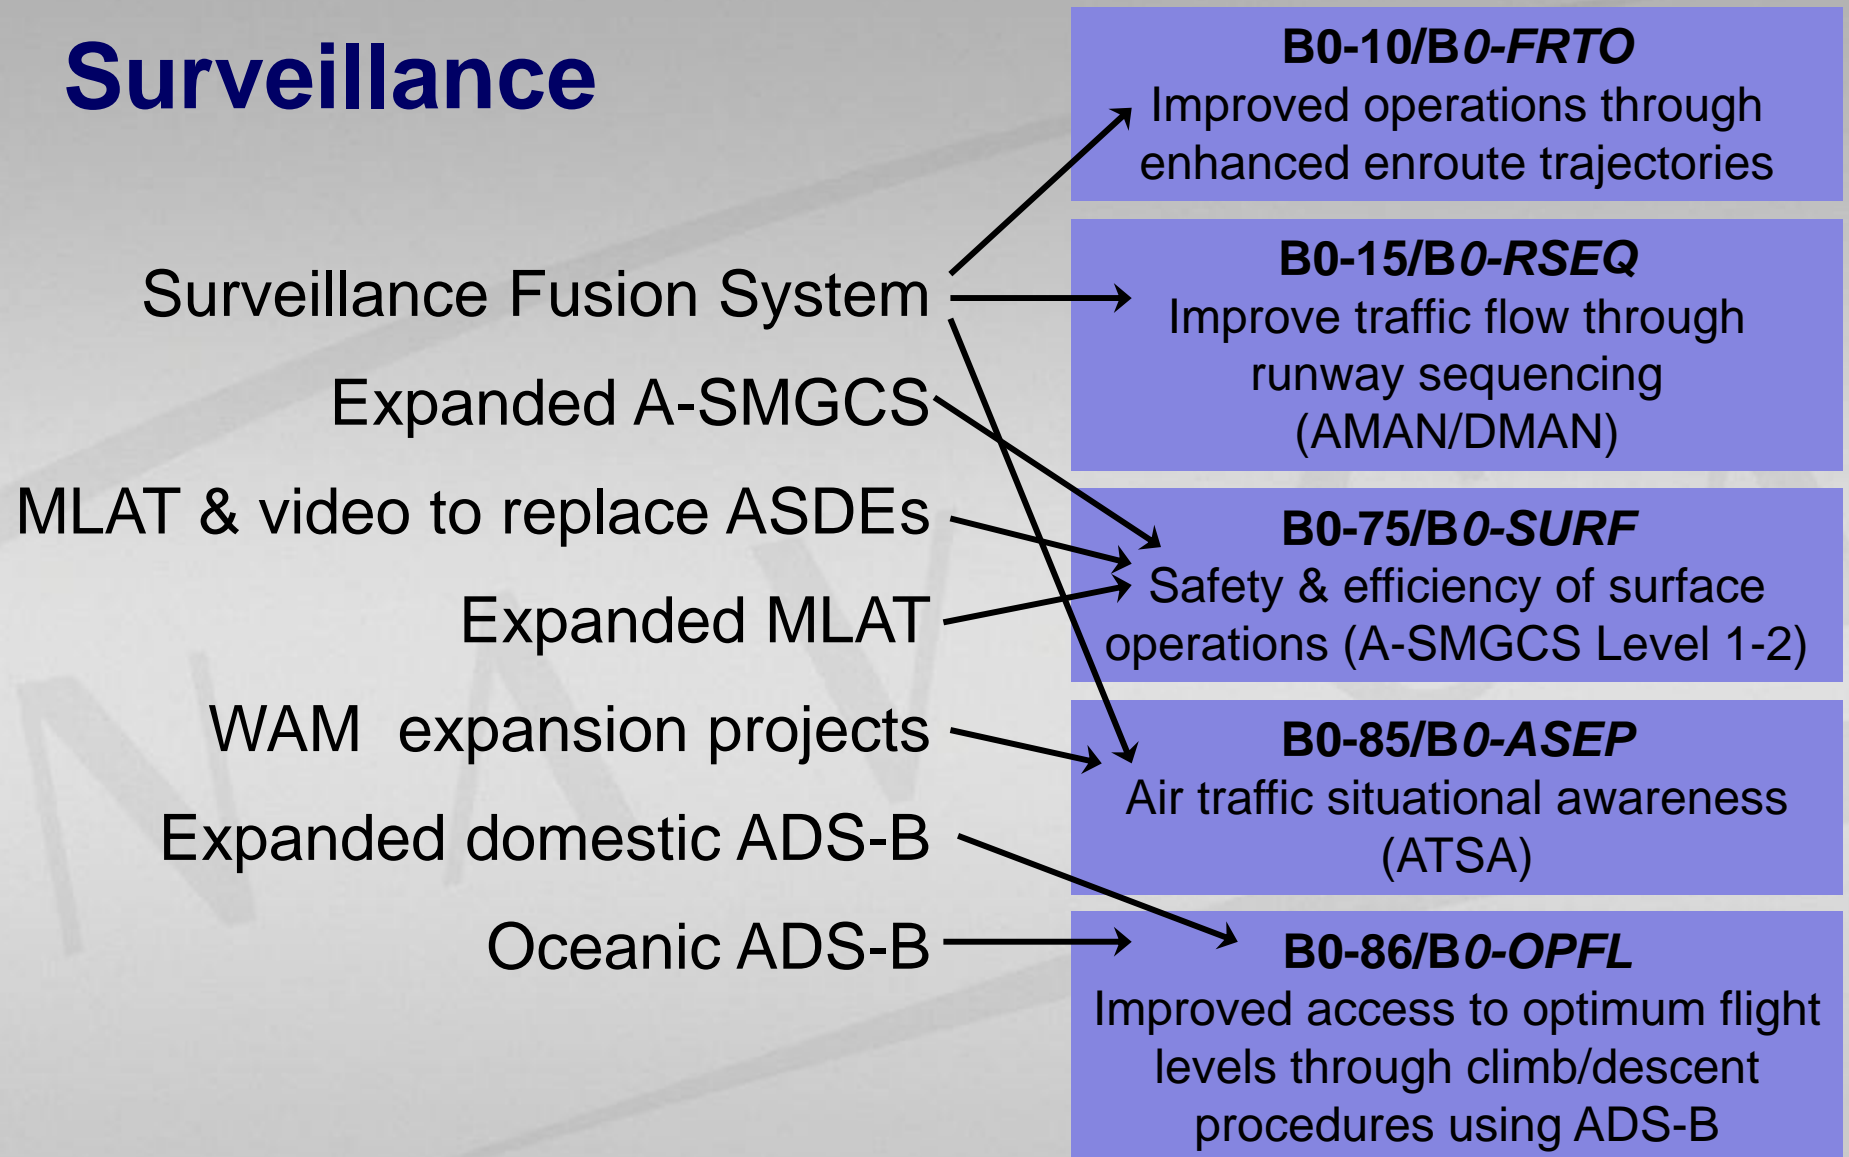 Surveillance
Surveillance Fusion System
Expanded A-SMGCS
MLAT & video to replace ASDEs
Expanded MLAT
WAM  expansion projects
Expanded domestic ADS-B
Oceanic ADS-B
B0-10/B0-FRTO
Improved operations through
enhanced enroute trajectories
B0-15/B0-RSEQ
Improve traffic flow through
runway sequencing
(AMAN/DMAN)
B0-75/B0-SURF
Safety & efficiency of surface
operations (A-SMGCS Level 1-2)
B0-85/B0-ASEP
Air traffic situational awareness
(ATSA)
B0-86/B0-OPFL
Improved access to optimum flight
levels through climb/descent
procedures using ADS-B